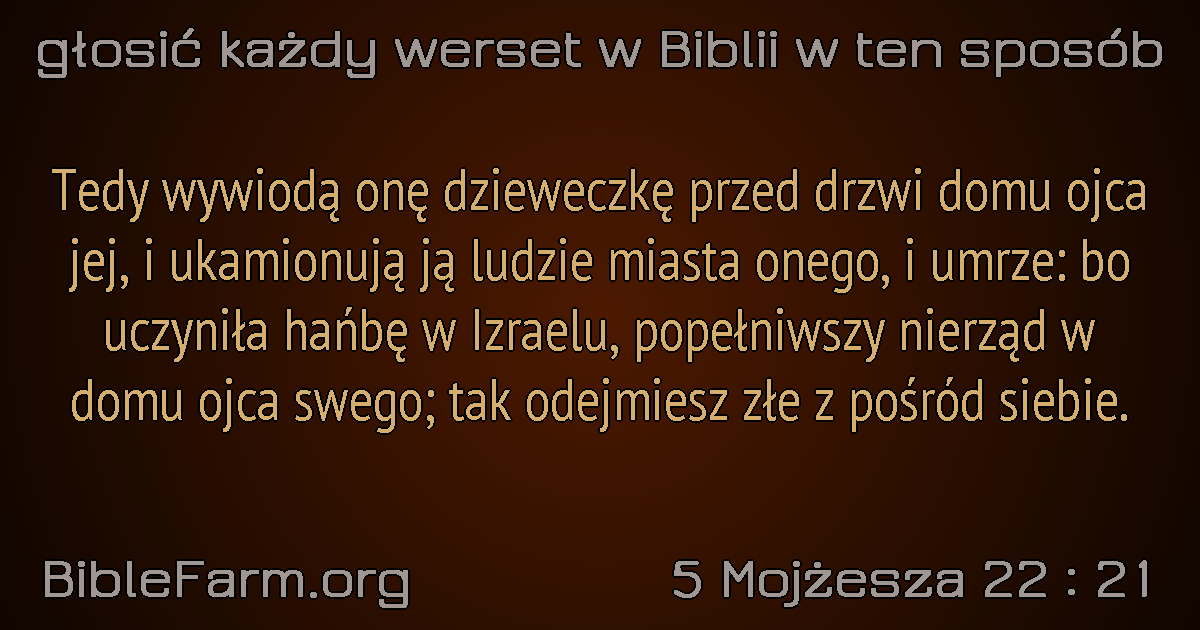 głosić każdy werset w Biblii w ten sposób
Tedy wywiodą onę dzieweczkę przed drzwi domu ojca
jej, i ukamionują ją ludzie miasta onego, i umrze: bo
uczyniła hańbę w Izraelu, popełniwszy nierząd w
domu ojca swego; tak odejmiesz złe z pośród siebie.
BibleFarm.org
5 Mojżesza 22 : 21